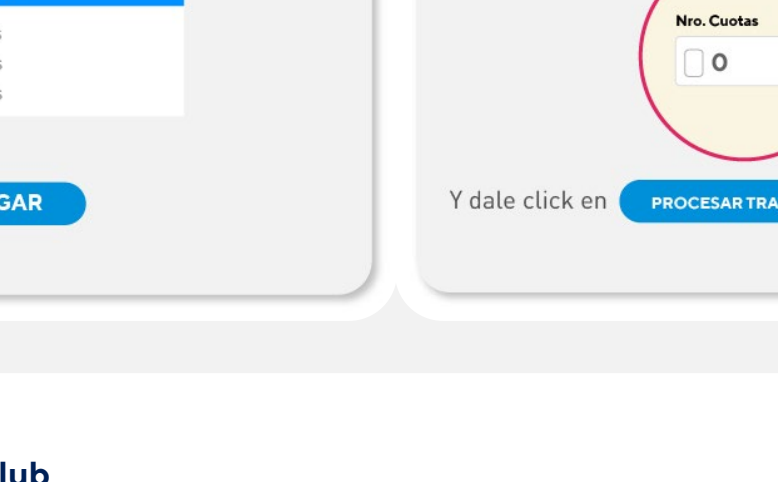 Nro. Cuotas
s
s
s
0
GAR
Y dale click en PROCESAR TRA
lub